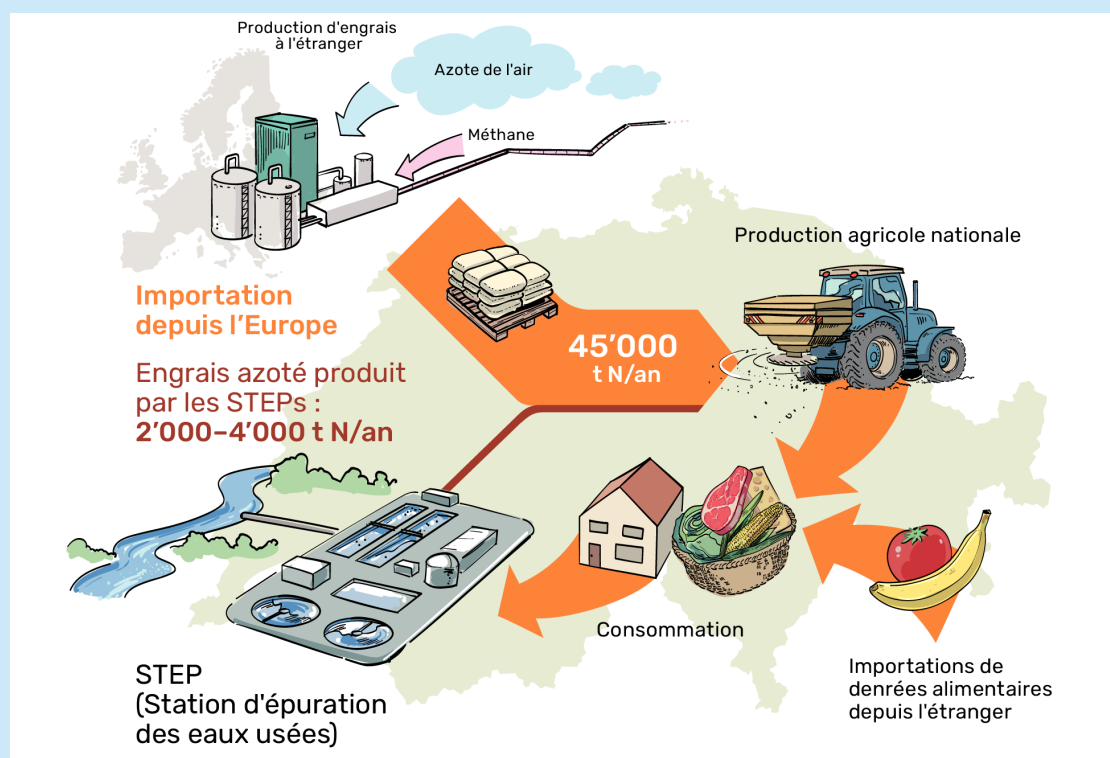 Production d'engrais
à l'étranger
Azote de l'air
Méthane
Production agricole nationale
Importation
depuis l’Europe
45’000
t N/an
Engrais azoté produit
par les STEPs :
2’000–4’000 t N/an
Consommation
STEP
(Station d'épuration
des eaux usées)
Importations de
denrées alimentaires
depuis l'étranger